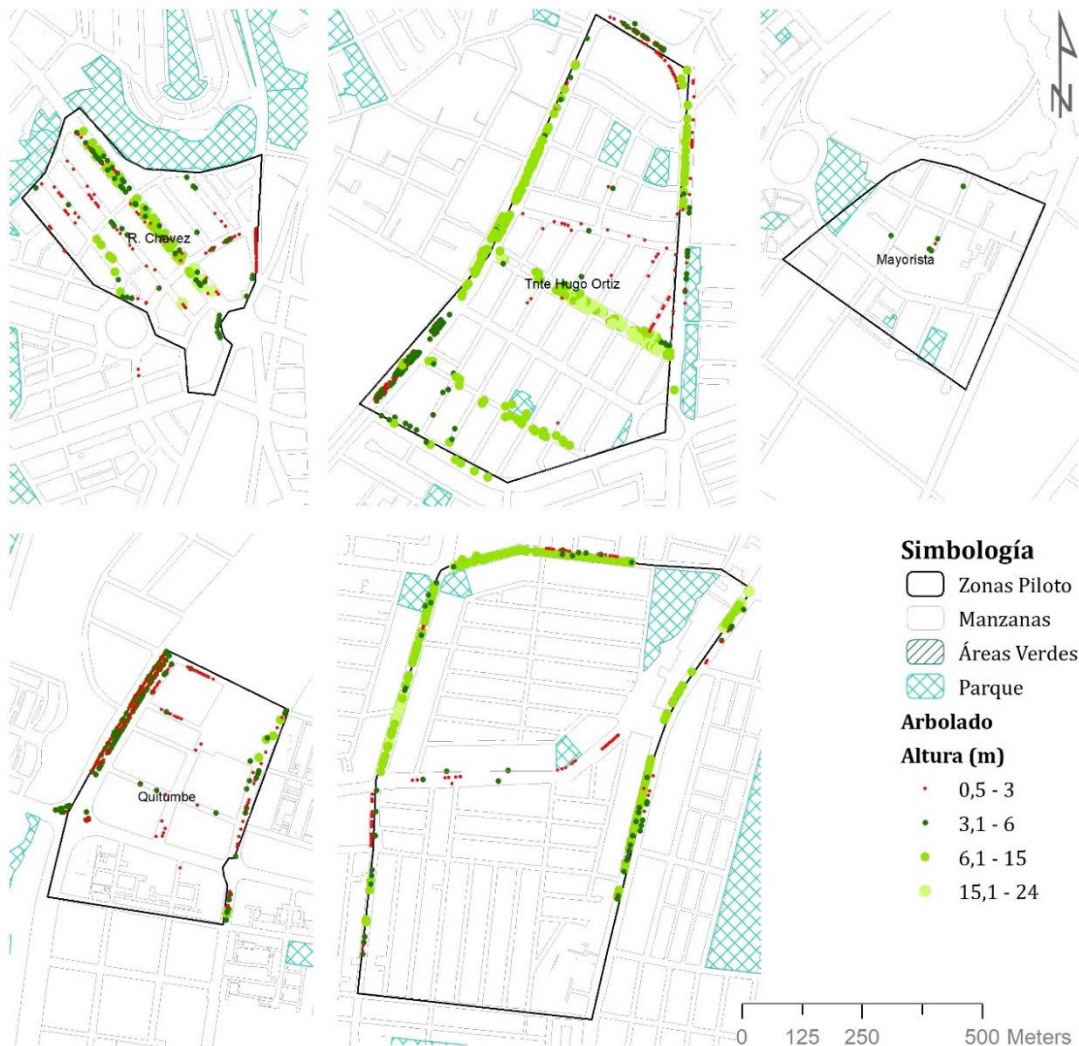 R. Chavez
Tnte Hugo Ortiz
Mayorista
N
Quitumbe
Simbología
Zonas Piloto
Manzanas
Áreas Verdes
Parque
Arbolado
Altura (m)
0,5 - 3
3,1 - 6
6,1 - 15
15,1 - 24
0 125 250 500 Meters